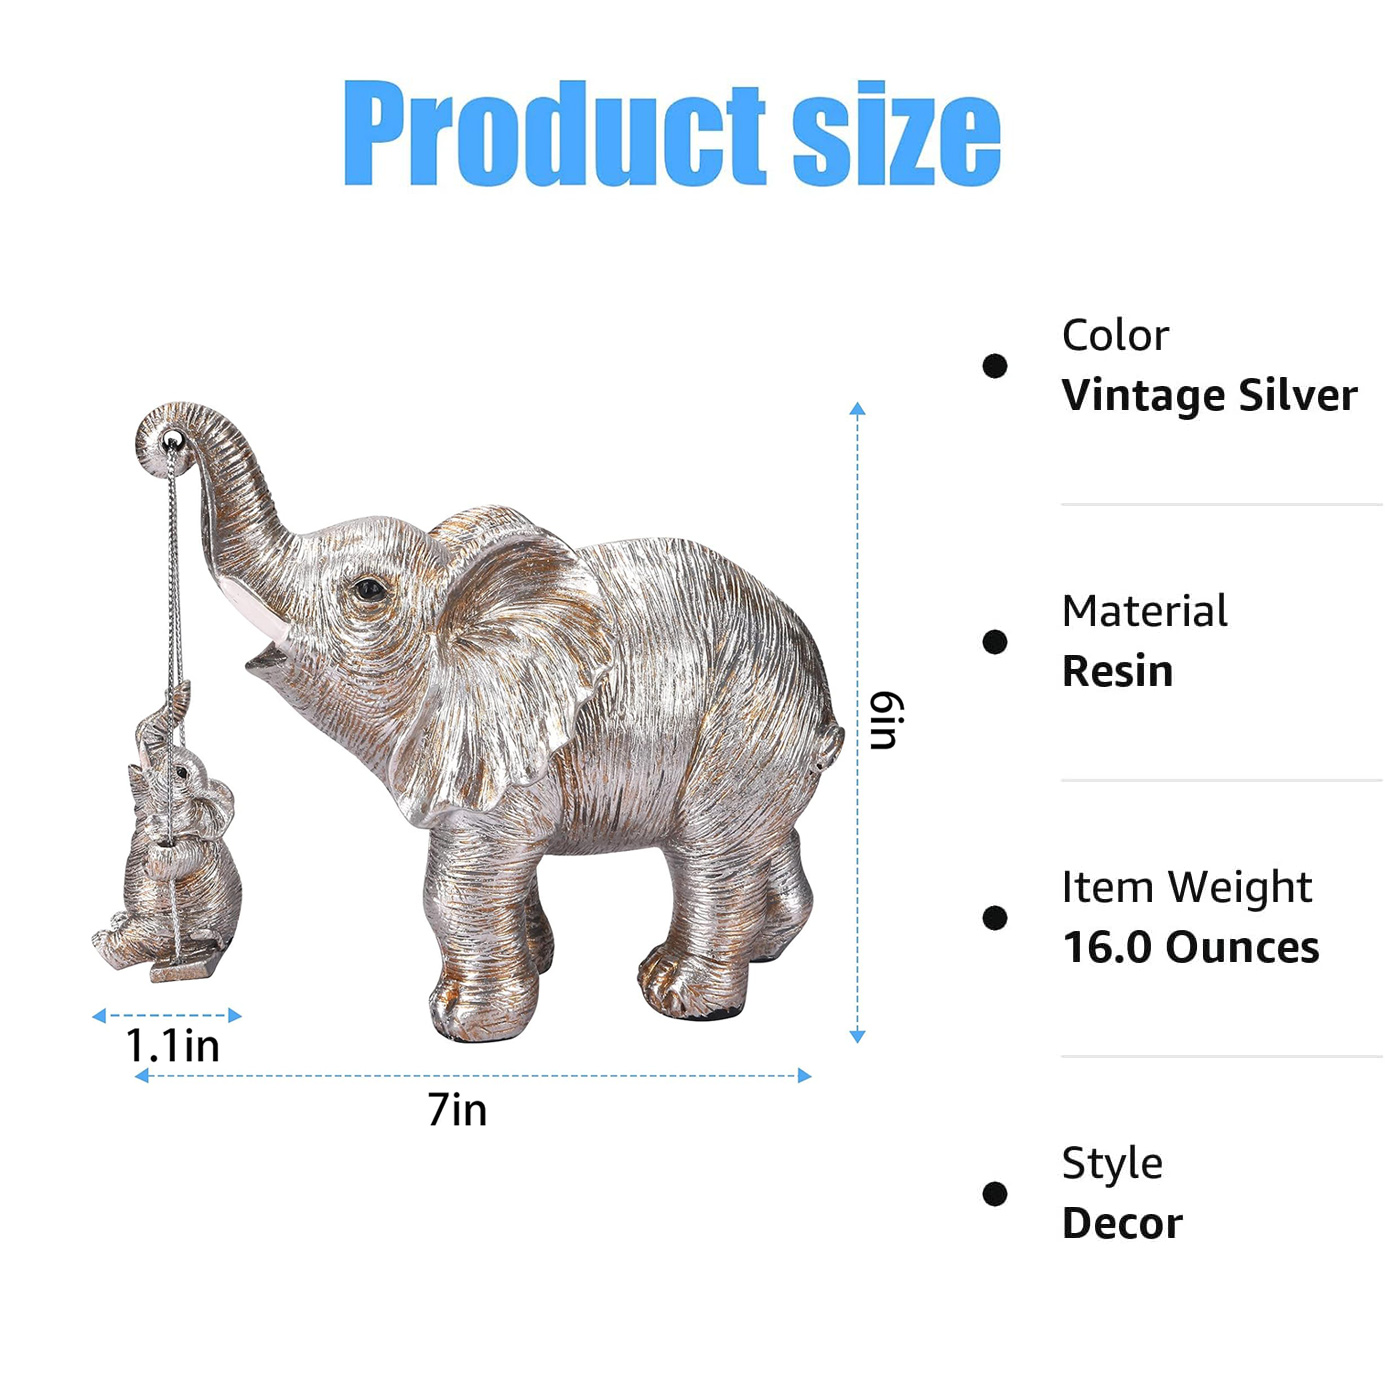 Product size
Color
Vintage Silver
Material
Resin
6in
Item Weight
16.0 Ounces
1.1in
7in
Style
Decor